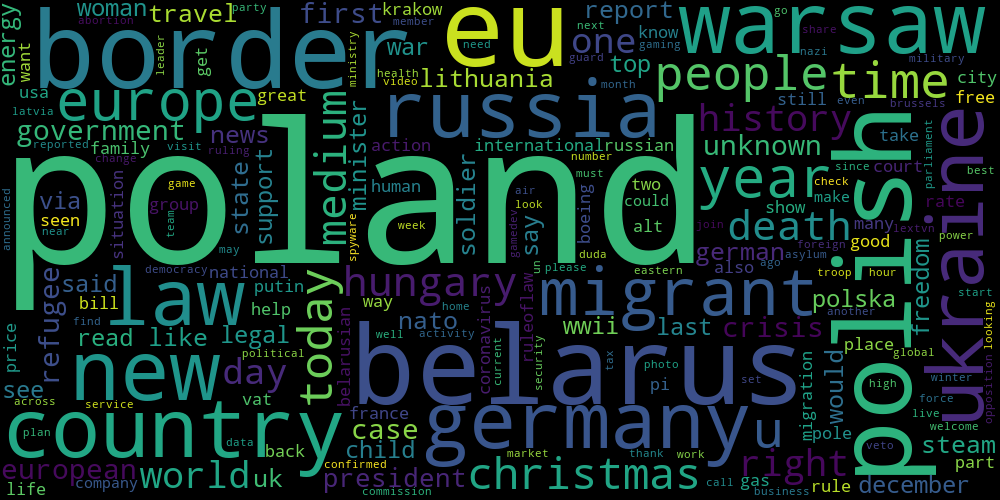 energy
woman
travel
first
krakow
war
report
know
warsaw
abortion
party
border
eu
one
want
usa
leader
get
ministry
member
health
video
need
next
gaming
guard
month
go
share
nazi
military
top
people
time
city
free
still
even
brussels
latvia
europe
great
lithuania
russia
history
government
news
medium
minister
action
international
russian
unknown
take
since
court
parliament
best
reported
family
change
visit
ruling
number
must
human
soldier
two
could
year
check
make
rate
announced
via
seen
near
situation
group
game
team
state
support
poland
spyware
week
air
look
gamedev
say
boeing
alt
join
show
death
many
lextvn
good
power
polish
ukraine
may
duda
german
also
ago
foreign
asylum
troop
hour
democracy
national
hungary
un
please
eastern
migrant
said
bill
law
putin
help
way
home
coronavirus
ruleoflaw
polska
another
freedom
start
refugee
find
today
belarusian
nato
wwii
last
crisis
place
global
looking
opposition
price
read
like
legal
political
well
activity
belarus
current
security
tax
photo
pi
set
would
high
winter
new
day
see
across
service
vat
france
migration
force
live
welcome
country
plan
data
back
case
child
germany
u
pole
veto
steam
european
world
uk
confirmed
market
thank
work
right
part
life
company
president
commission
christmas
call
business
gas
rule
december